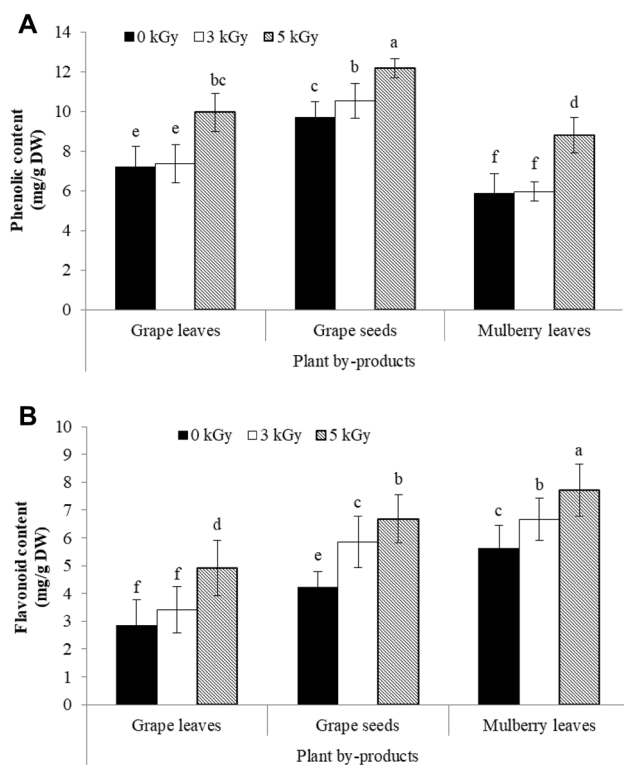 A
14
12
10
8
6
4
2
0
Phenolic content
(mg/g DW)
0 kGy 3 kGy 5 kGy
e e bc
c b a
f f d
Grape leaves Grape seeds Mulberry leaves
Plant by-products
B
10
9
8
7
6
5
4
3
2
1
0
Flavonoid content
(mg/g DW)
0 kGy 3 kGy 5 kGy
f f d
e c b
c b a
Grape leaves Grape seeds Mulberry leaves
Plant by-products